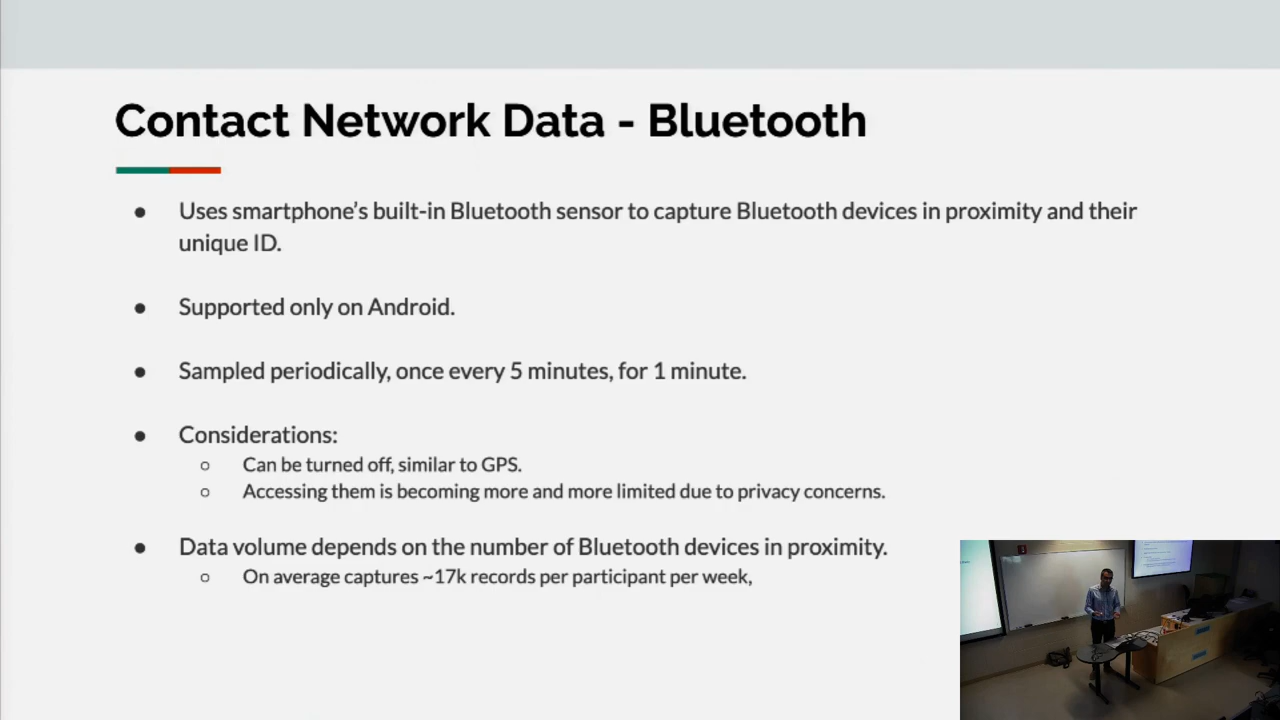 Contact Network Data - Bluetooth
● Uses smartphone's built-in Bluetooth sensor to capture Bluetooth devices in proximity and their
unique ID.
● Supported only on Android.
● Sampled periodically, once every 5 minutes, for 1 minute.
● Considerations:
○ Can be turned off, similar to GPS.
○ Accessing them is becoming more and more limited due to privacy concerns.
● Data volume depends on the number of Bluetooth devices in proximity.
○ On average captures ~17k records per participant per week,